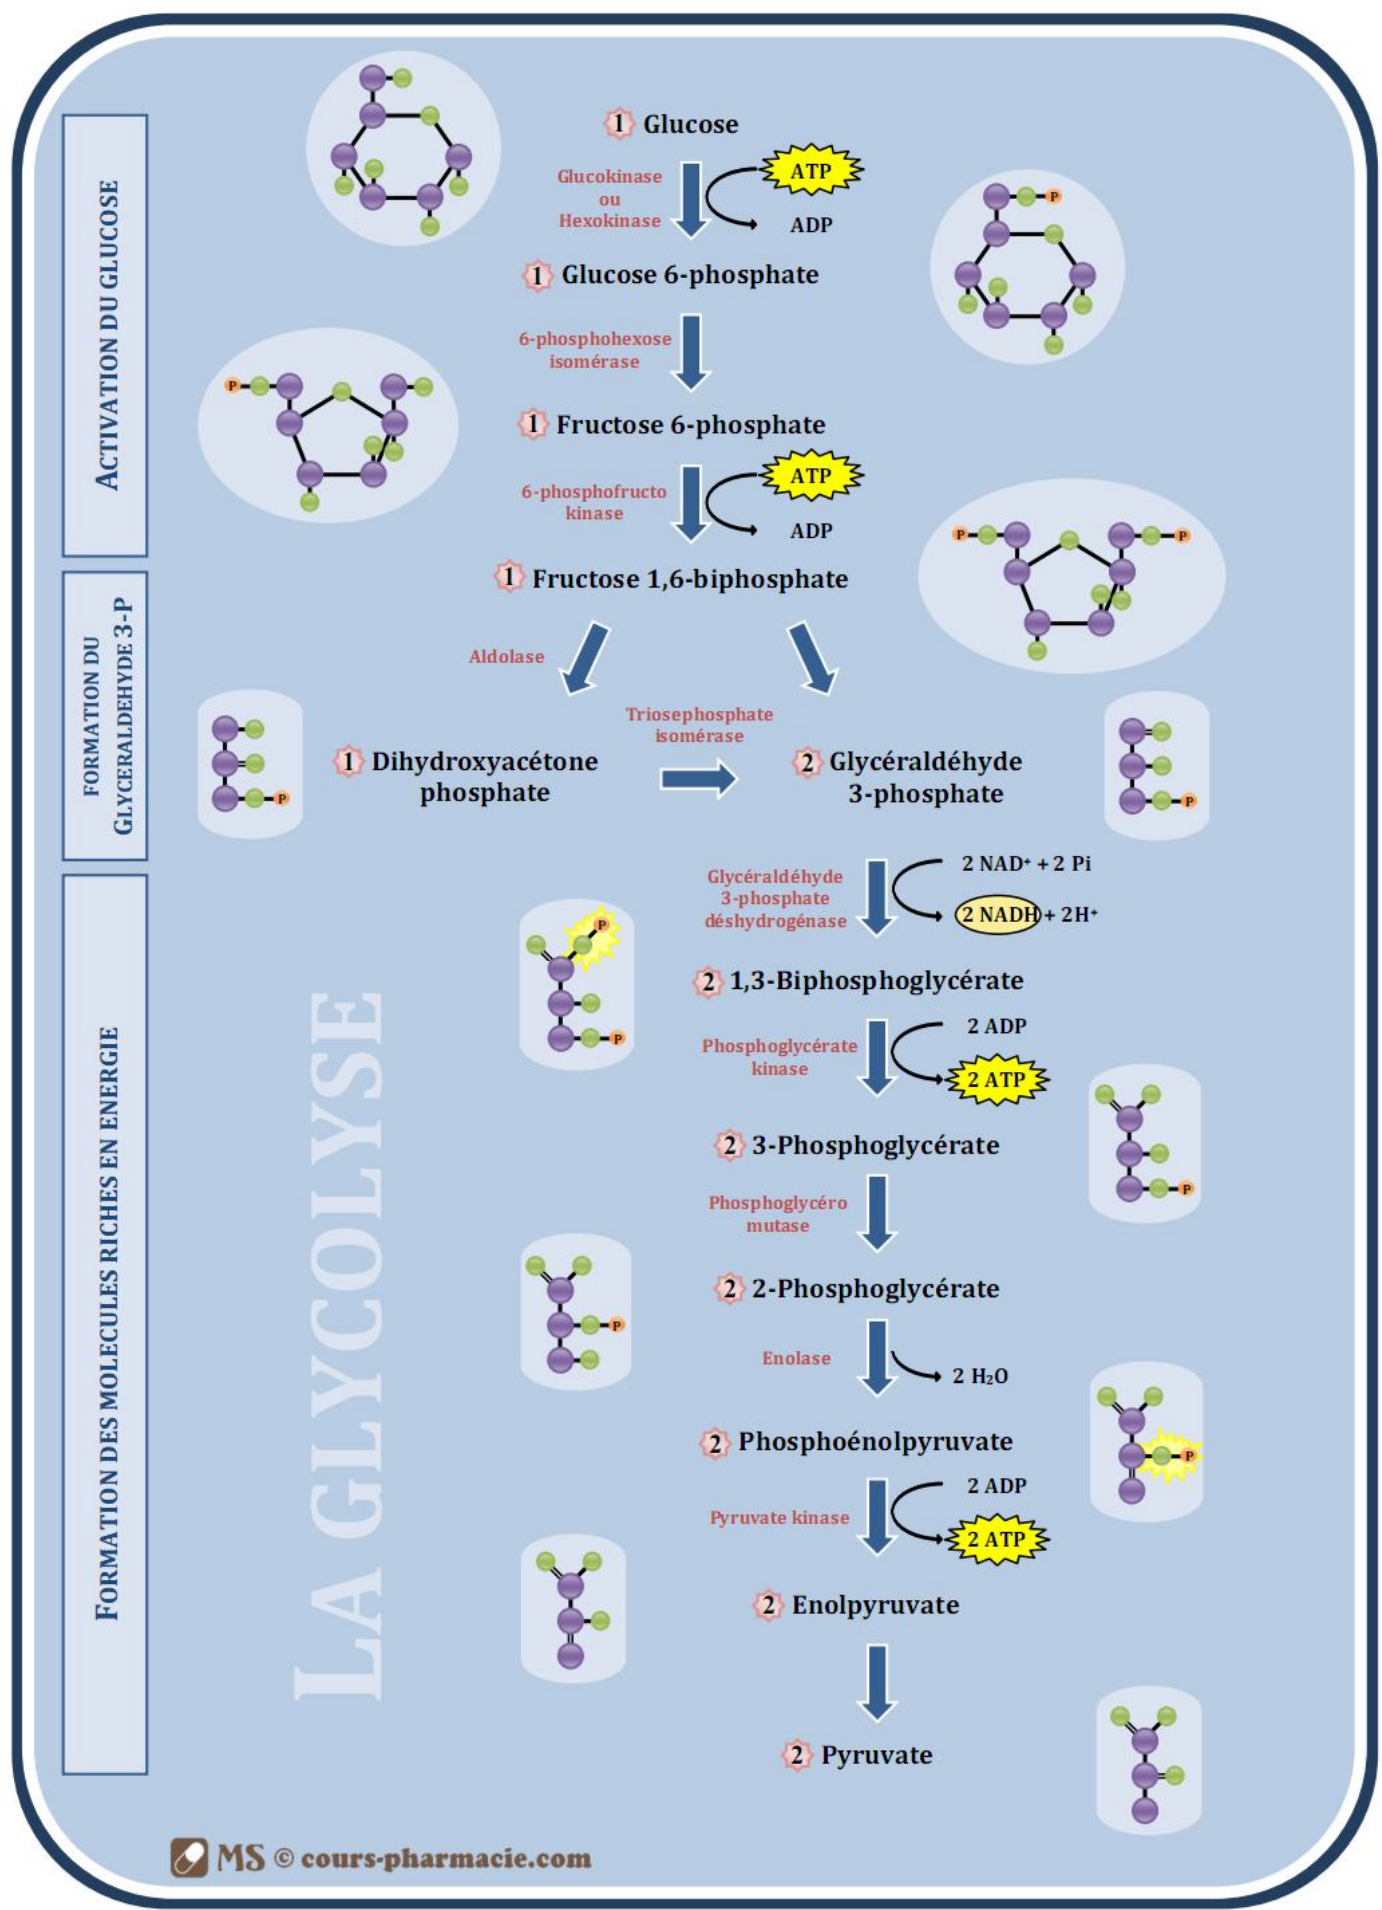 ACTIVATION DU GLUCOSE
1 Glucose
Glucokinase
ou
Hexokinase
ATP
ADP
P
1 Glucose 6-phosphate
6-phosphohexose
isomérase
P
1 Fructose 6-phosphate
6-phosphofructo
kinase
ATP
ADP
P
P
1 Fructose 1,6-biphosphate
FORMATION DU
GLYCERALDEHYDE 3-P
Aldolase
Triosephosphate
isomérase
P
1 Dihydroxyacétone
phosphate
2 Glycéraldéhyde
3-phosphate
P
FORMATION DES MOLECULES RICHES EN ENERGIE
LA GLYCOLYSE
Glycéraldéhyde
3-phosphate
déshydrogénase
2 NAD⁺ + 2 Pi
2 NADH + 2H⁺
P
P
2 1,3-Biphosphoglycérate
Phosphoglycérate
kinase
2 ADP
2 ATP
2 3-Phosphoglycérate
P
Phosphoglycéro
mutase
2 2-Phosphoglycérate
P
Enolase
2 H₂O
2 Phosphoénolpyruvate
P
Pyruvate kinase
2 ADP
2 ATP
2 Enolpyruvate
2 Pyruvate
MS © cours-pharmacie.com